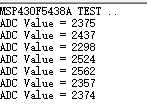 MSP430F5438A TEST ..
ADC Value = 2375
ADC Value = 2437
ADC Value = 2298
ADC Value = 2524
ADC Value = 2562
ADC Value = 2357
ADC Value = 2374